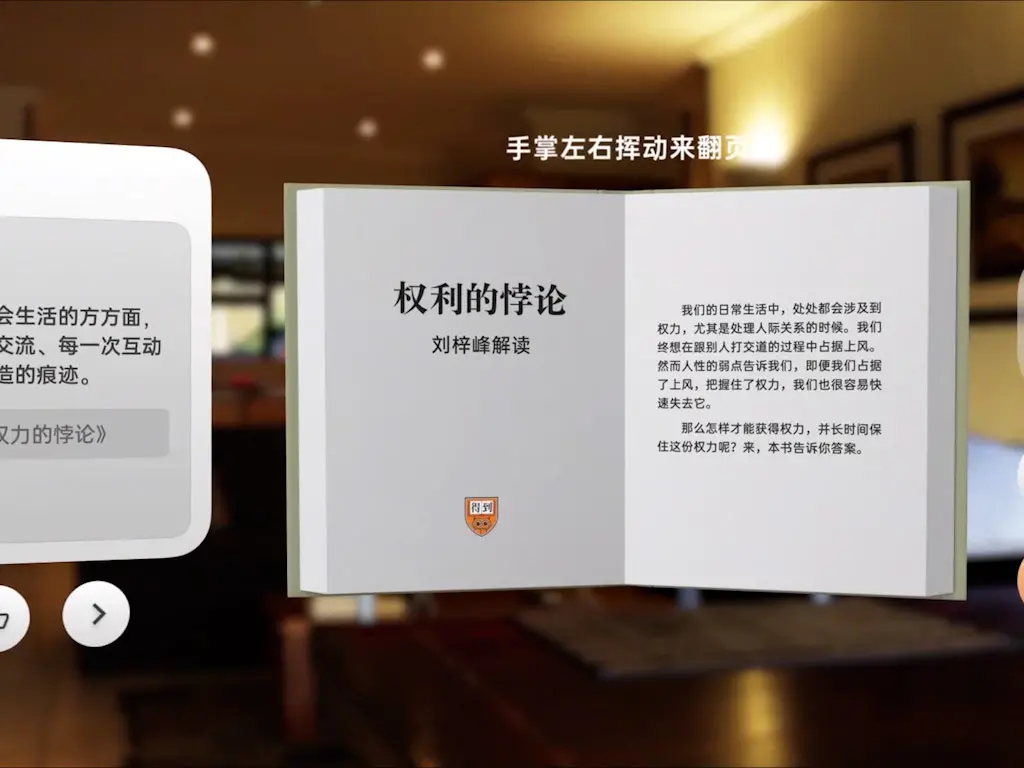 手掌左右挥动来翻页
会生活的方方面，
交流、每一次互动
造的痕迹。
权力的悖论》
权利的悖论
刘梓峰解读
得到
我们的日常生活中，处处都会涉及到
权力，尤其是处理人际关系的时候。我们
终想在跟别人打交道的过程中占据上风。
然而人性的弱点告诉我们，即便我们占据
了上风，把握住了权力，我们也很容易快
速失去它。
那么怎样才能获得权力，并长时间保
住这份权力呢？来，本书告诉你答案。